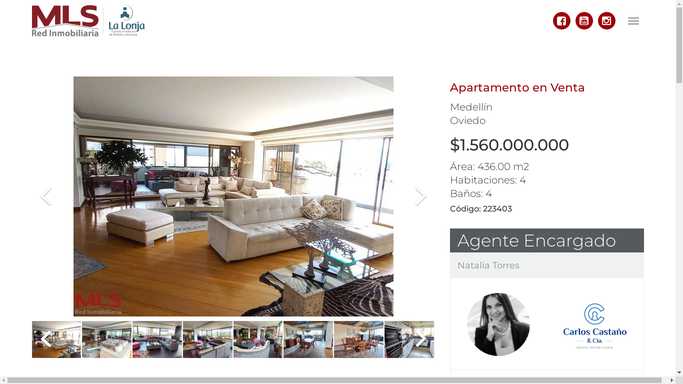 MLS
Red Inmobiliaria
La Lonja
Apartamento en Venta
Medellín
Oviedo
$1.560.000.000
Área: 436.00 m2
Habitaciones: 4
Baños: 4
Código: 223403
MLS
Red Inmobiliaria
Agente Encargado
Natalia Torres
Carlos Castaño
& Cia.